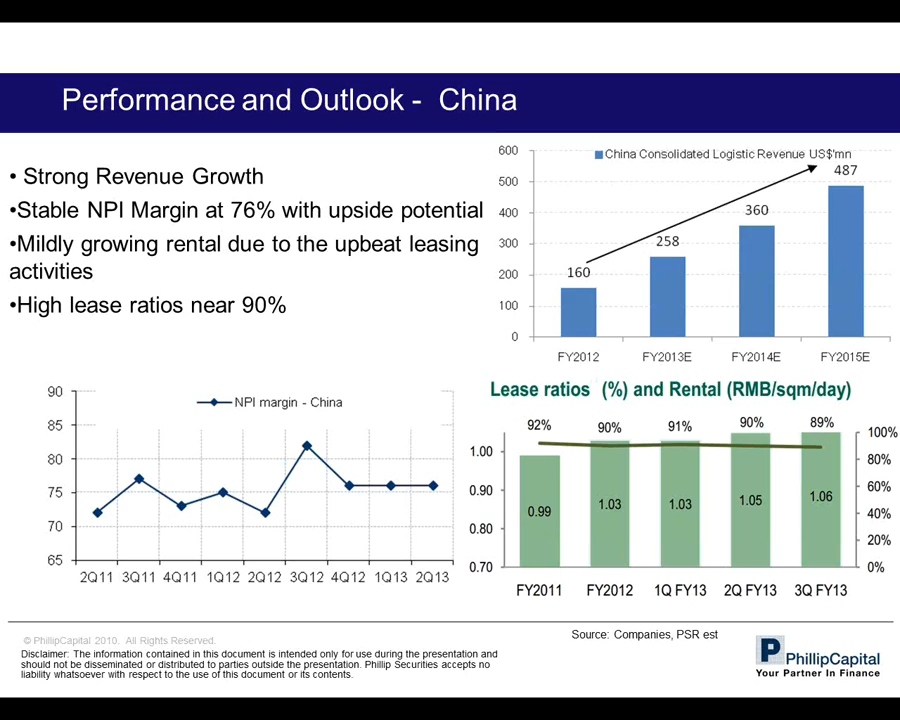 Performance and Outlook - China
• Strong Revenue Growth
•Stable NPI Margin at 76% with upside potential
•Mildly growing rental due to the upbeat leasing
activities
•High lease ratios near 90%
China Consolidated Logistic Revenue US$'mn
600
500
400
300
200
100
0
160
258
360
487
FY2012
FY2013E
FY2014E
FY2015E
NPI margin - China
90
85
80
75
70
65
2Q11
3Q11
4Q11
1Q12
2Q12
3Q12
4Q12
1Q13
2Q13
Lease ratios (%) and Rental (RMB/sqm/day)
92%
90%
91%
90%
89%
1.00
0.90
0.80
0.70
0.99
1.03
1.03
1.05
1.06
100%
80%
60%
40%
20%
0%
FY2011
FY2012
1Q FY13
2Q FY13
3Q FY13
Source: Companies, PSR est
© PhillipCapital 2010. All Rights Reserved.
Disclaimer: The information contained in this document is intended only for use during the presentation and
should not be disseminated or distributed to parties outside the presentation. Phillip Securities accepts no
liability whatsoever with respect to the use of this document or its contents.
P
PhillipCapital
Your Partner In Finance